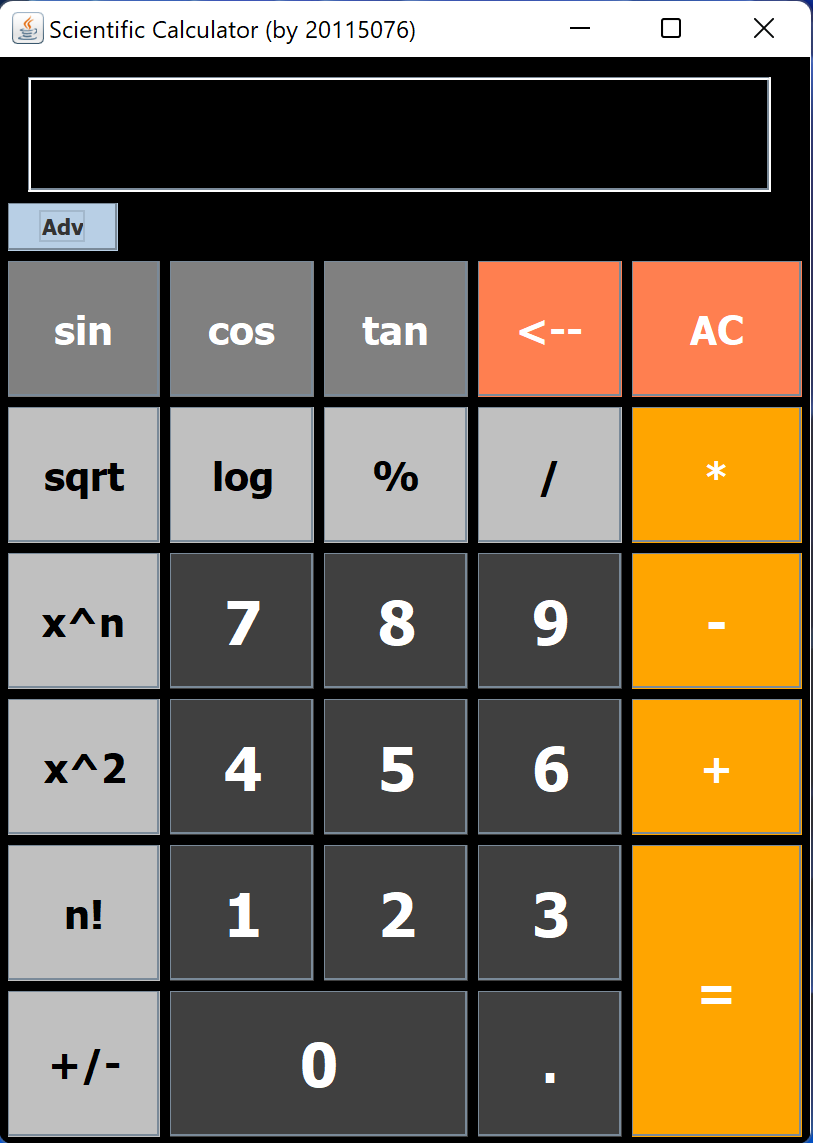 Scientific Calculator (by 20115076)
Adv
sin cos tan <-- AC
sqrt log % / *
x^n 7 8 9 -
x^2 4 5 6 +
n! 1 2 3
=
+/- 0 .